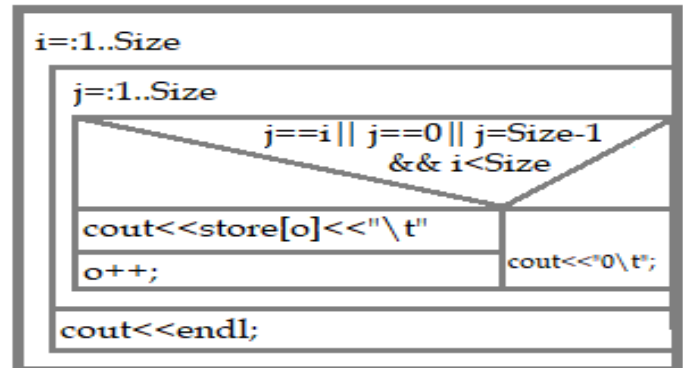 i=:1..Size
j=:1..Size
j==i|| j==0|| j=Size-1
&& i<Size
cout<<store[o]<<"\t"
o++;
cout<<"0\t";
cout<<endl;